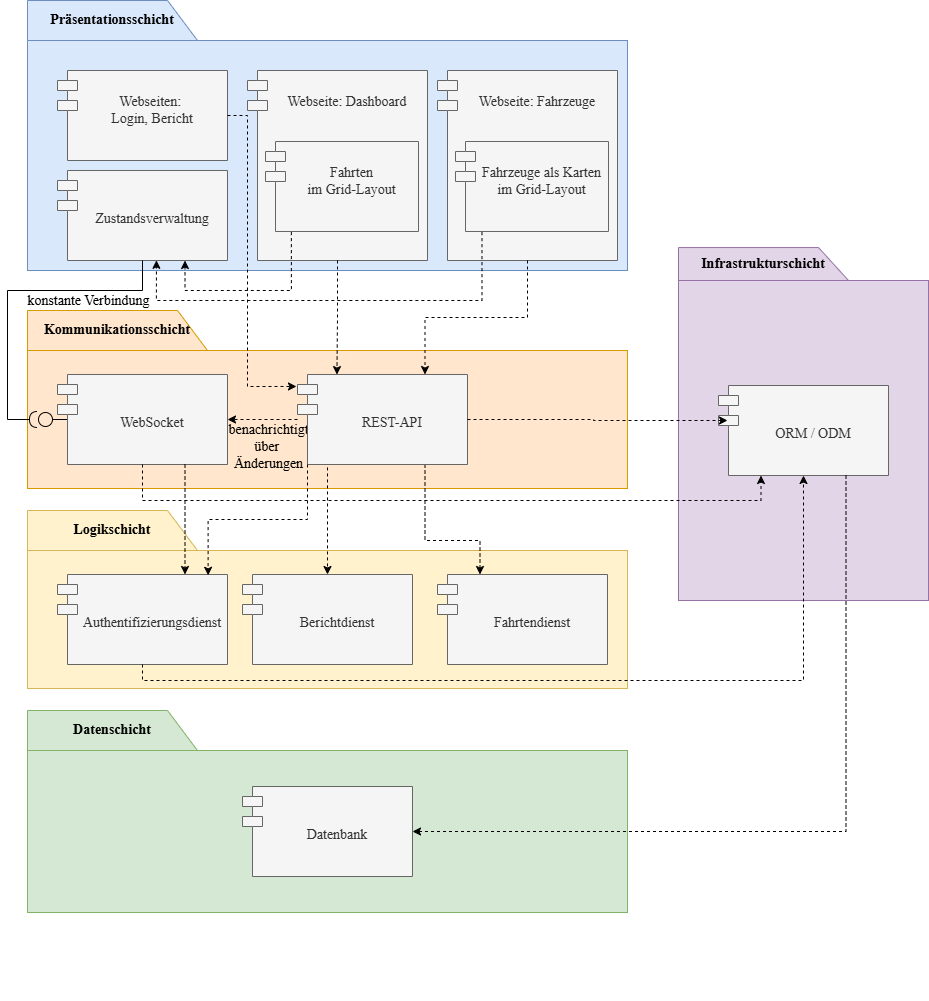 Präsentationsschicht
Webseiten:
Login, Bericht
Webseite: Dashboard
Webseite: Fahrzeuge
Fahrten
im Grid-Layout
Fahrzeuge als Karten
im Grid-Layout
Zustandsverwaltung
Infrastrukturschicht
konstante Verbindung
Kommunikationsschicht
WebSocket
REST-API
benachrichtigt
über
Änderungen
ORM / ODM
Logikschicht
Authentifizierungsdienst
Berichtdienst
Fahrtendienst
Datenschicht
Datenbank